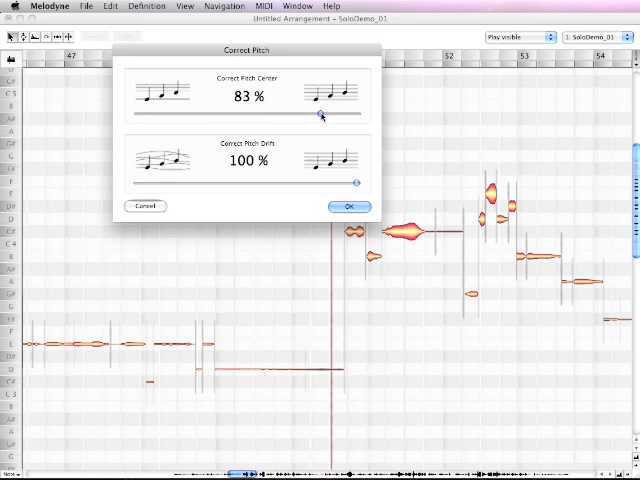 Melodyne File Edit Definition View Navigation MIDI Window Help
Untitled Arrangement – SoloDemo_01
Play visible
1. SoloDemo_01
47
52
53
54
Correct Pitch
Correct Pitch Center
83 %
Correct Pitch Drift
100 %
Cancel
OK
C 5
B
A#
A
G#
G
F#
F
E
D#
D
C#
C 4
B
A#
A
G#
G
F#
F
E
D#
D
C#
C 3
B
A#
A
G#
G
F#
F
E
Note